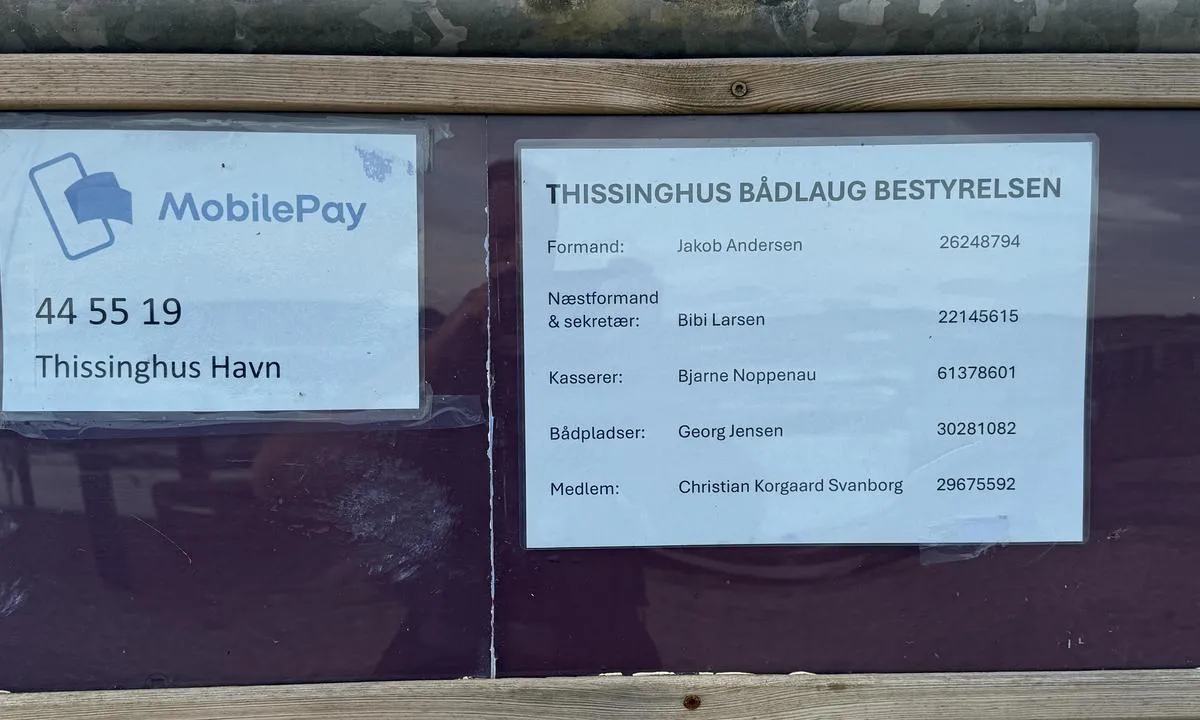 MobilePay
44 55 19
Thissinghus Havn
THISSINGHUS BÅDLAUG BESTYRELSEN
Formand: Jakob Andersen 26248794
Næstformand
& sekretær: Bibi Larsen 22145615
Kasserer: Bjarne Noppenau 61378601
Bådpladser: Georg Jensen 30281082
Medlem: Christian Korgaard Svanborg 29675592